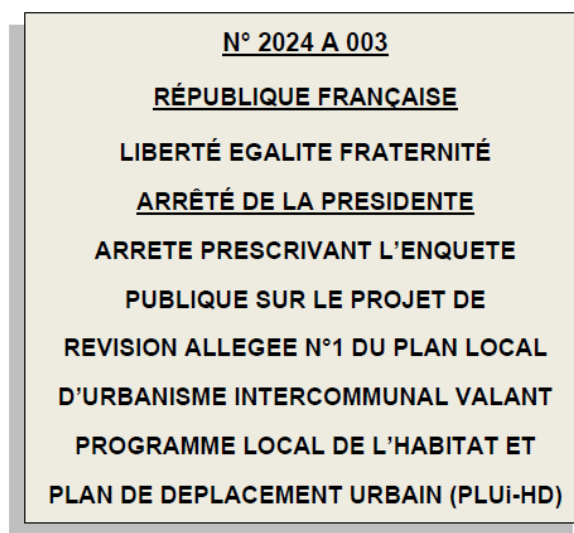 N° 2024 A 003
RÉPUBLIQUE FRANÇAISE
LIBERTÉ EGALITE FRATERNITÉ
ARRÊTÉ DE LA PRESIDENTE
ARRETE PRESCRIVANT L'ENQUETE
PUBLIQUE SUR LE PROJET DE
REVISION ALLEGEE N°1 DU PLAN LOCAL
D'URBANISME INTERCOMMUNAL VALANT
PROGRAMME LOCAL DE L'HABITAT ET
PLAN DE DEPLACEMENT URBAIN (PLUi-HD)